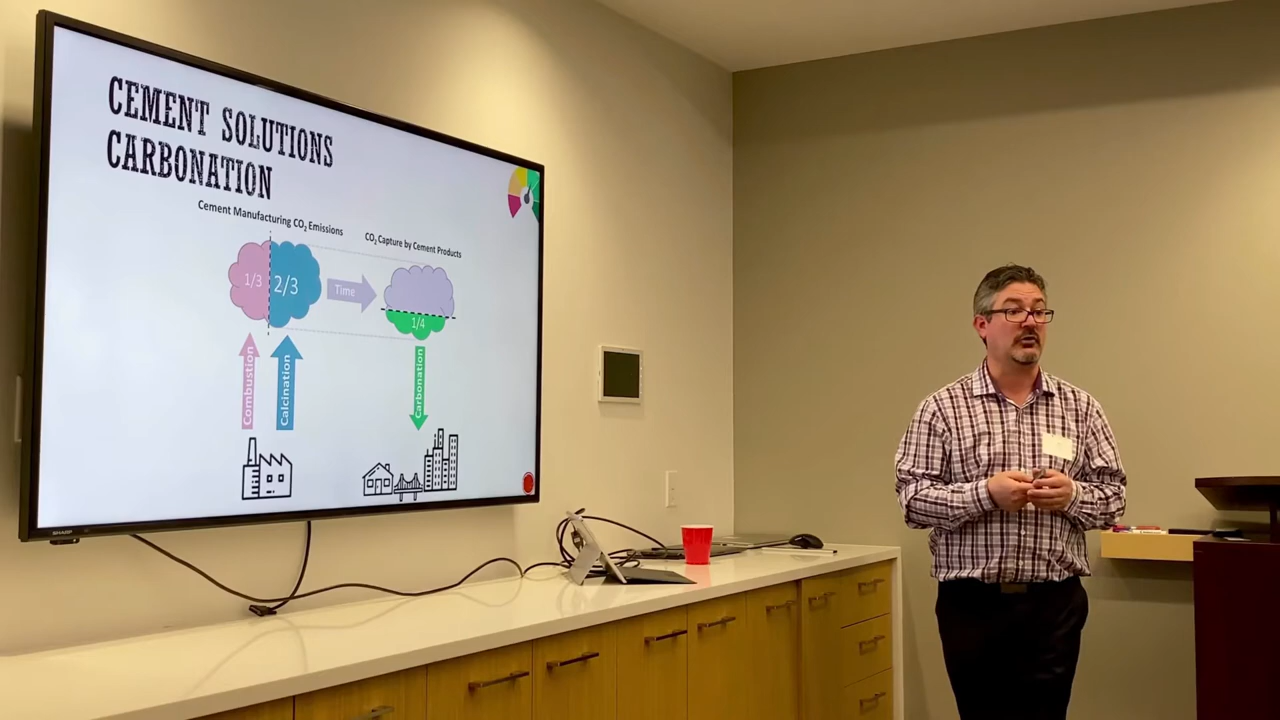 CEMENT SOLUTIONS
CARBONATION
Cement Manufacturing CO₂ Emissions
CO₂ Capture by Cement Products
1/3
2/3
Time
1/4
Combustion
Calcination
Carbonation
SHARP